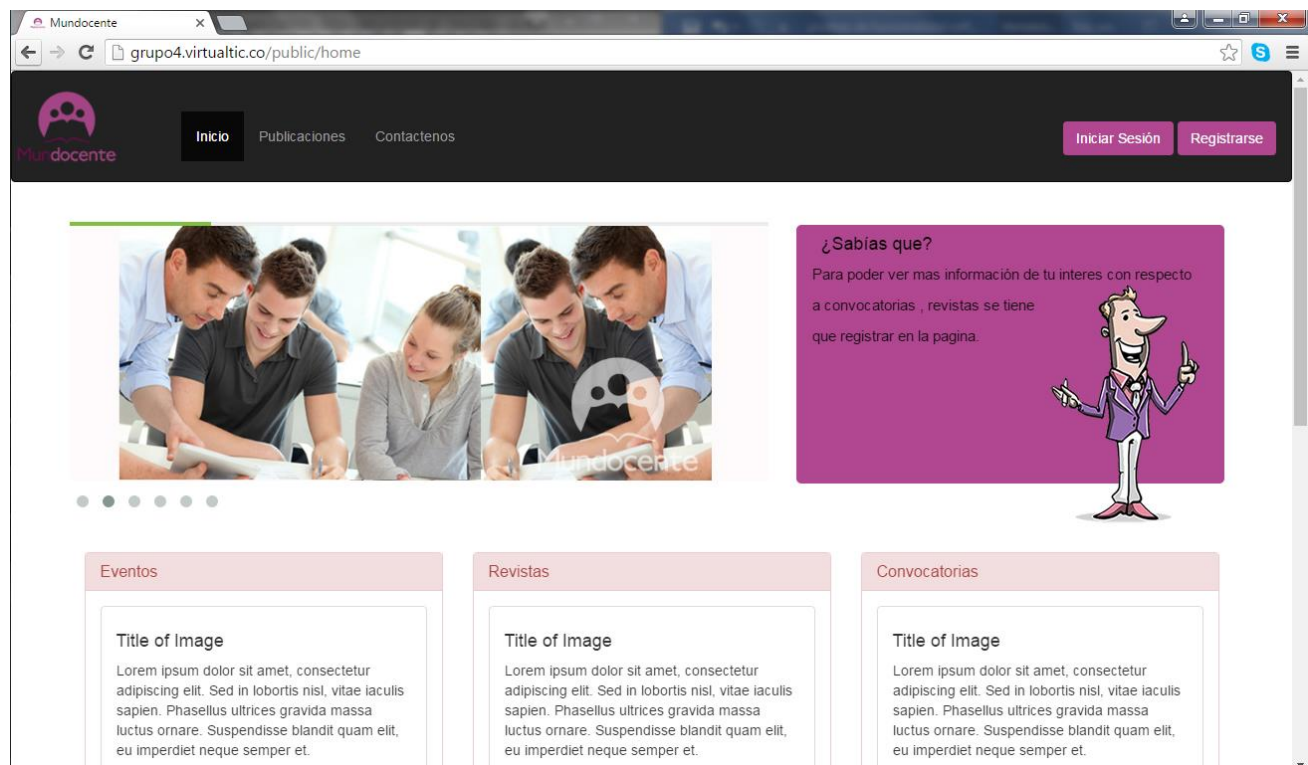 Mundocente
grupo4.virtualtic.co/public/home
Mundocente
Inicio Publicaciones Contactenos
Iniciar Sesión Registrarse
Mundocente
¿Sabías que?
Para poder ver mas información de tu interes con respecto
a convocatorias , revistas se tiene
que registrar en la pagina.
Eventos
Title of Image
Lorem ipsum dolor sit amet, consectetur
adipiscing elit. Sed in lobortis nisl, vitae iaculis
sapien. Phasellus ultrices gravida massa
luctus ornare. Suspendisse blandit quam elit,
eu imperdiet neque semper et.
Revistas
Title of Image
Lorem ipsum dolor sit amet, consectetur
adipiscing elit. Sed in lobortis nisl, vitae iaculis
sapien. Phasellus ultrices gravida massa
luctus ornare. Suspendisse blandit quam elit,
eu imperdiet neque semper et.
Convocatorias
Title of Image
Lorem ipsum dolor sit amet, consectetur
adipiscing elit. Sed in lobortis nisl, vitae iaculis
sapien. Phasellus ultrices gravida massa
luctus ornare. Suspendisse blandit quam elit,
eu imperdiet neque semper et.